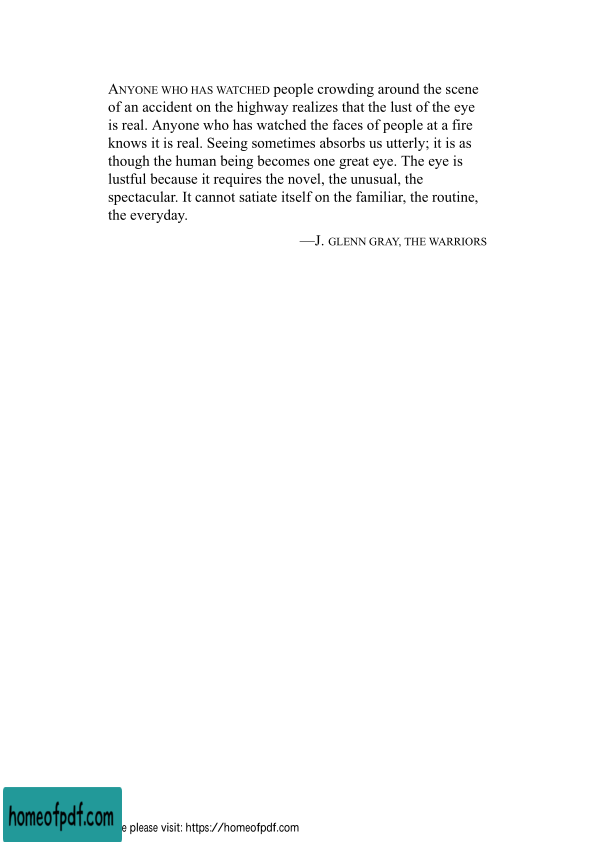 ANYONE WHO HAS WATCHED people crowding around the scene
of an accident on the highway realizes that the lust of the eye
is real. Anyone who has watched the faces of people at a fire
knows it is real. Seeing sometimes absorbs us utterly; it is as
though the human being becomes one great eye. The eye is
lustful because it requires the novel, the unusual, the
spectacular. It cannot satiate itself on the familiar, the routine,
the everyday.
—J. GLENN GRAY, THE WARRIORS
homeofpdf.com
e please visit: https://homeofpdf.com